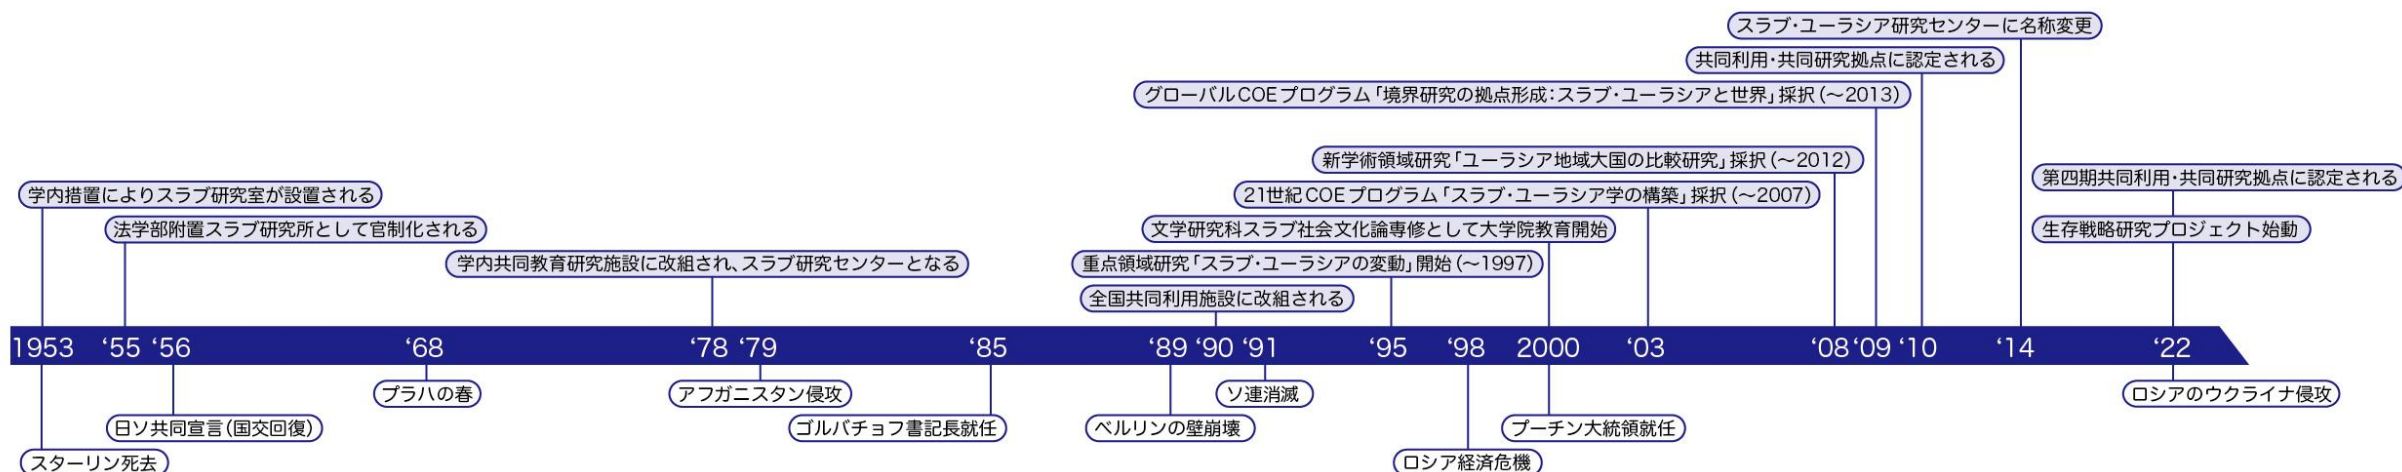 スラブ・ユーラシア研究センターに名称変更
共同利用・共同研究拠点に認定される
グローバルCOEプログラム「境界研究の拠点形成：スラブ・ユーラシアと世界」採択（～2013）
新学術領域研究「ユーラシア地域大国の比較研究」採択（～2012）
第四期共同利用・共同研究拠点に認定される
学内措置によりスラブ研究室が設置される
21世紀COEプログラム「スラブ・ユーラシア学の構築」採択（～2007）
法学部附置スラブ研究所として官制化される
文学研究科スラブ社会文化論専修として大学院教育開始
生存戦略研究プロジェクト始動
学内共同教育研究施設に改組され、スラブ研究センターとなる
重点領域研究「スラブ・ユーラシアの変動」開始（～1997）
全国共同利用施設に改組される
1953 ‘55 ‘56 ‘68 ‘78 ‘79 ‘85 ‘89 ‘90 ‘91 ‘95 ‘98 2000 ‘03 ‘08 ‘09 ‘10 ‘14 ‘22
プラハの春
アフガニスタン侵攻
ソ連消滅
ロシアのウクライナ侵攻
日ソ共同宣言（国交回復）
ゴルバチョフ書記長就任
ベルリンの壁崩壊
プーチン大統領就任
スターリン死去
ロシア経済危機